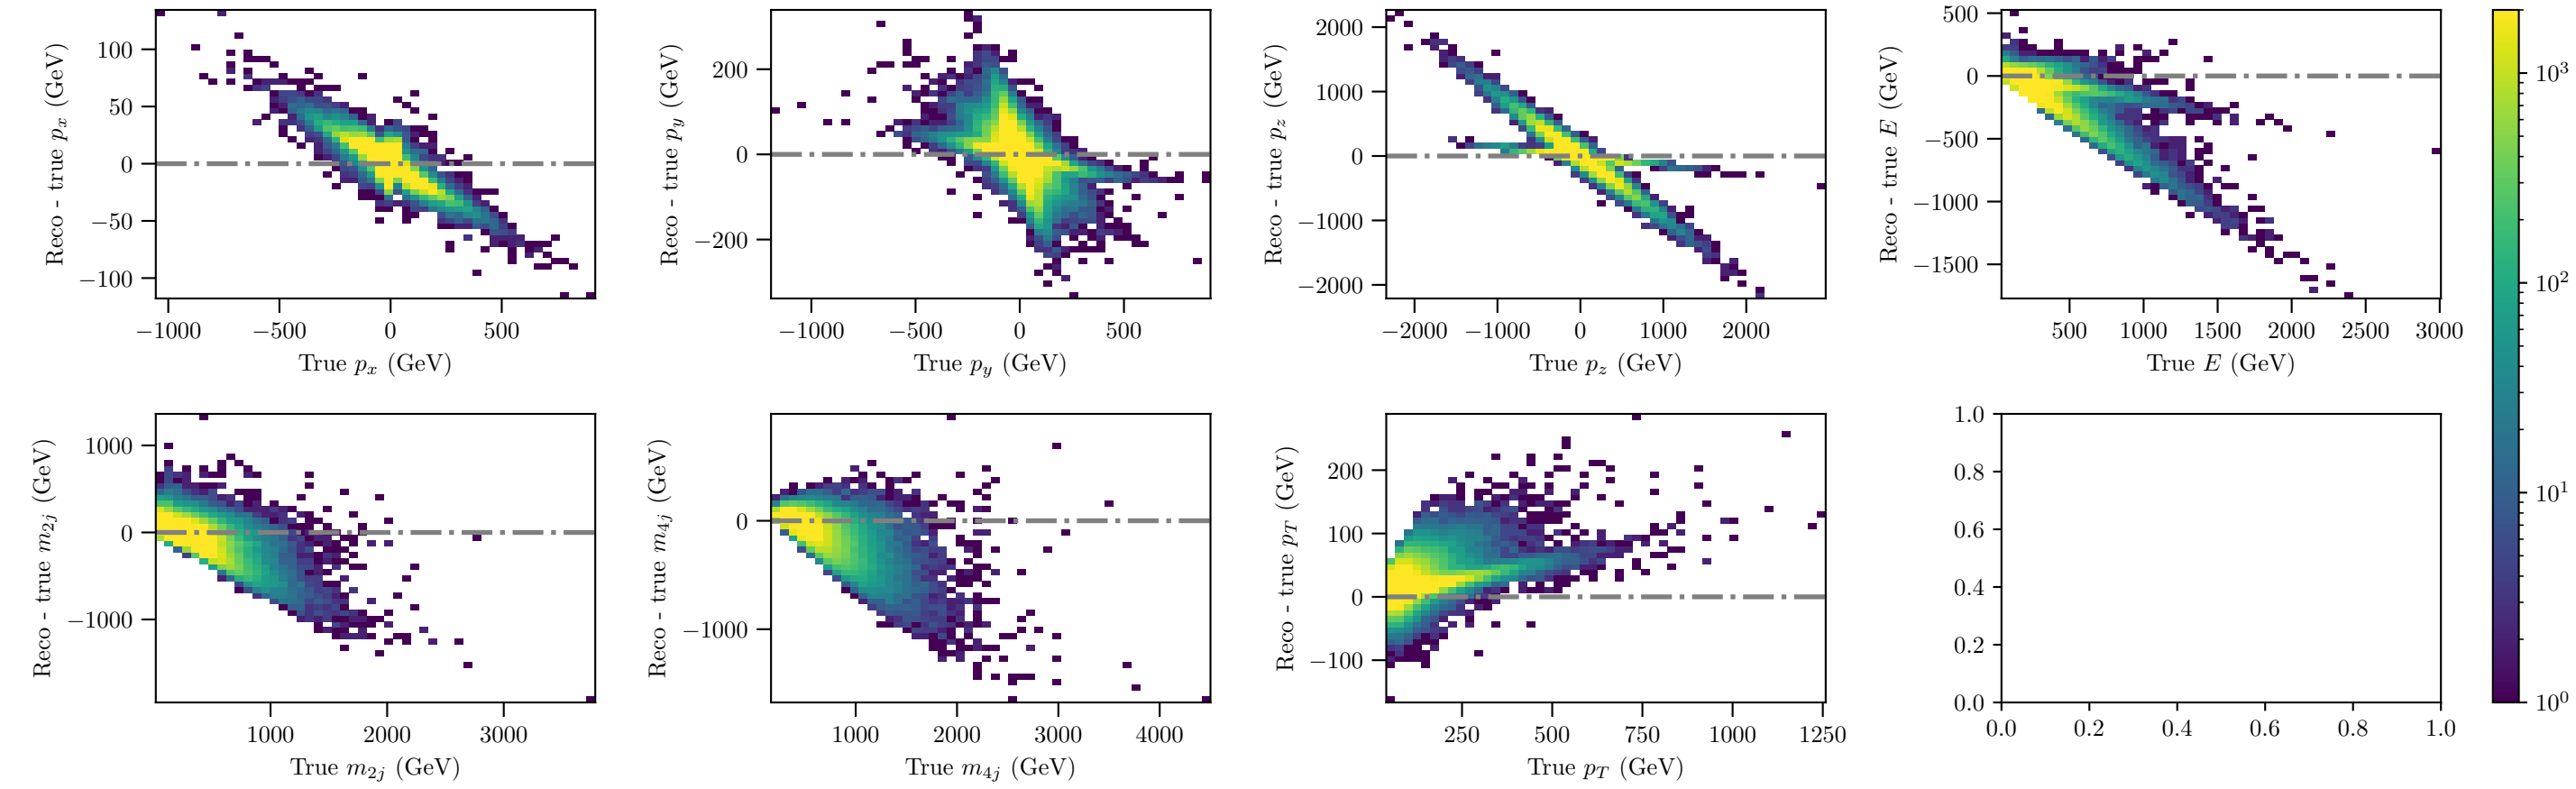 Reco - true p_x (GeV)
100
50
0
−50
−100
−1000 −500 0 500
True p_x (GeV)
Reco - true p_y (GeV)
200
0
−200
−1000 −500 0 500
True p_y (GeV)
Reco - true p_z (GeV)
2000
1000
0
−1000
−2000
−2000 −1000 0 1000 2000
True p_z (GeV)
Reco - true E (GeV)
500
0
−500
−1000
−1500
500 1000 1500 2000 2500 3000
True E (GeV)
10^3
10^2
10^1
10^0
Reco - true m_{2j} (GeV)
1000
0
−1000
1000 2000 3000
True m_{2j} (GeV)
Reco - true m_{4j} (GeV)
0
−1000
1000 2000 3000 4000
True m_{4j} (GeV)
Reco - true p_T (GeV)
200
100
0
−100
250 500 750 1000 1250
True p_T (GeV)
1.0
0.8
0.6
0.4
0.2
0.0
0.0 0.2 0.4 0.6 0.8 1.0